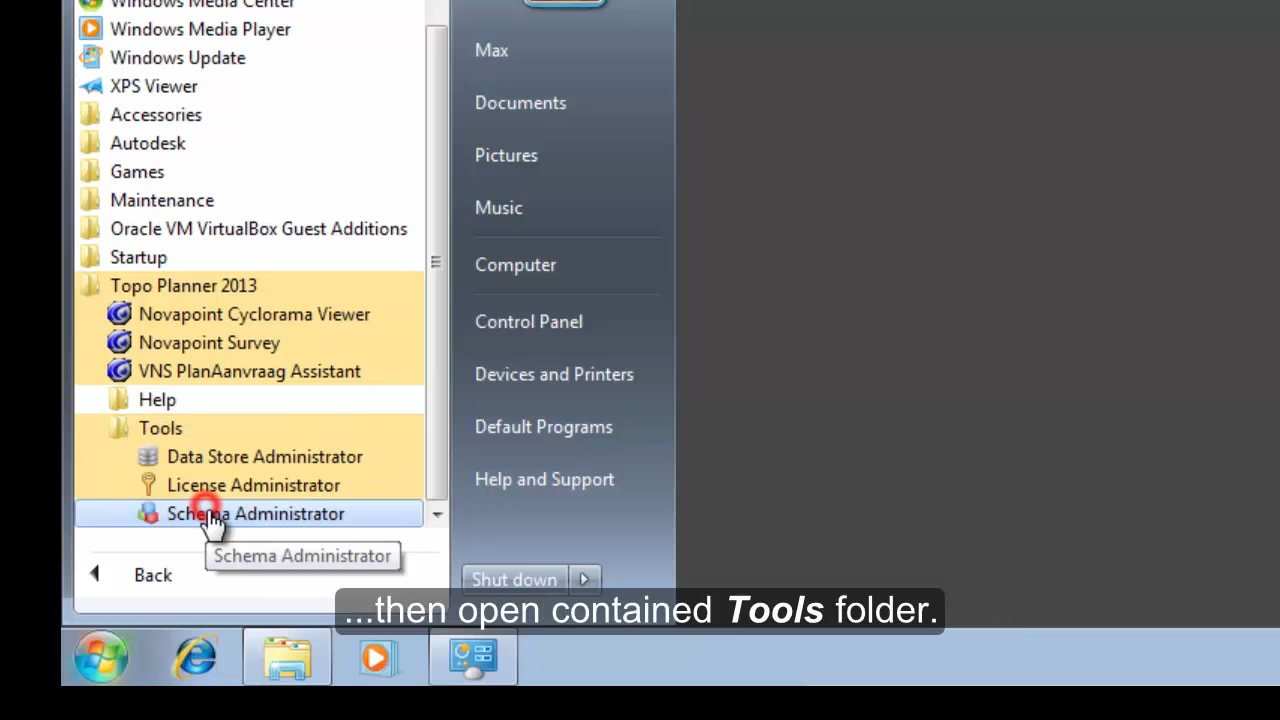 Windows Media Center
Windows Media Player
Windows Update
XPS Viewer
Accessories
Autodesk
Games
Maintenance
Oracle VM VirtualBox Guest Additions
Startup
Topo Planner 2013
Novapoint Cyclorama Viewer
Novapoint Survey
VNS PlanAanvraag Assistant
Help
Tools
Data Store Administrator
License Administrator
Schema Administrator
Schema Administrator
Back
Max
Documents
Pictures
Music
Computer
Control Panel
Devices and Printers
Default Programs
Help and Support
Shut down
...then open contained Tools folder.